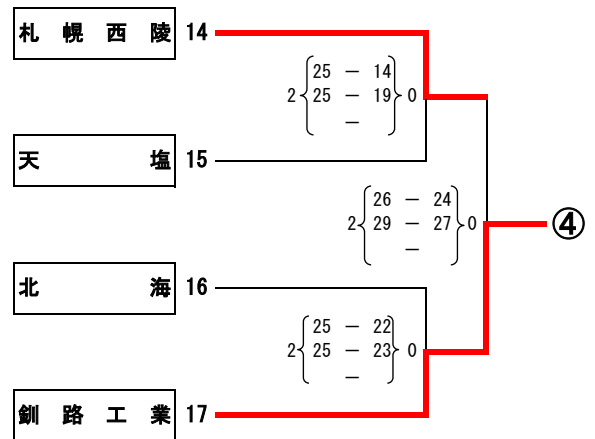 札幌西陵 14
25 － 14
2 25 － 19 0
－
天塩 15
26 － 24
2 29 － 27 0
－
④
北海 16
25 － 22
2 25 － 23 0
－
釧路工業 17